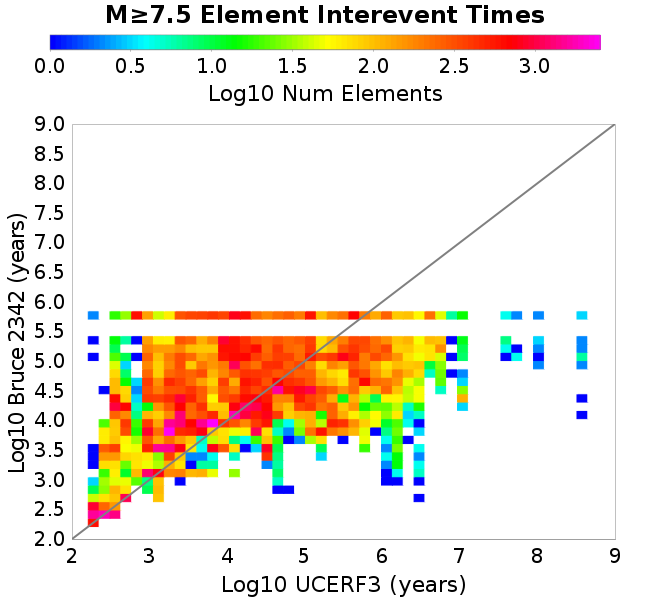 M≥7.5 Element Interevent Times
0.0 0.5 1.0 1.5 2.0 2.5 3.0
Log10 Num Elements
9.0
8.5
8.0
7.5
7.0
6.5
6.0
5.5
5.0
4.5
4.0
3.5
3.0
2.5
2.0
Log10 Bruce 2342 (years)
2 3 4 5 6 7 8 9
Log10 UCERF3 (years)